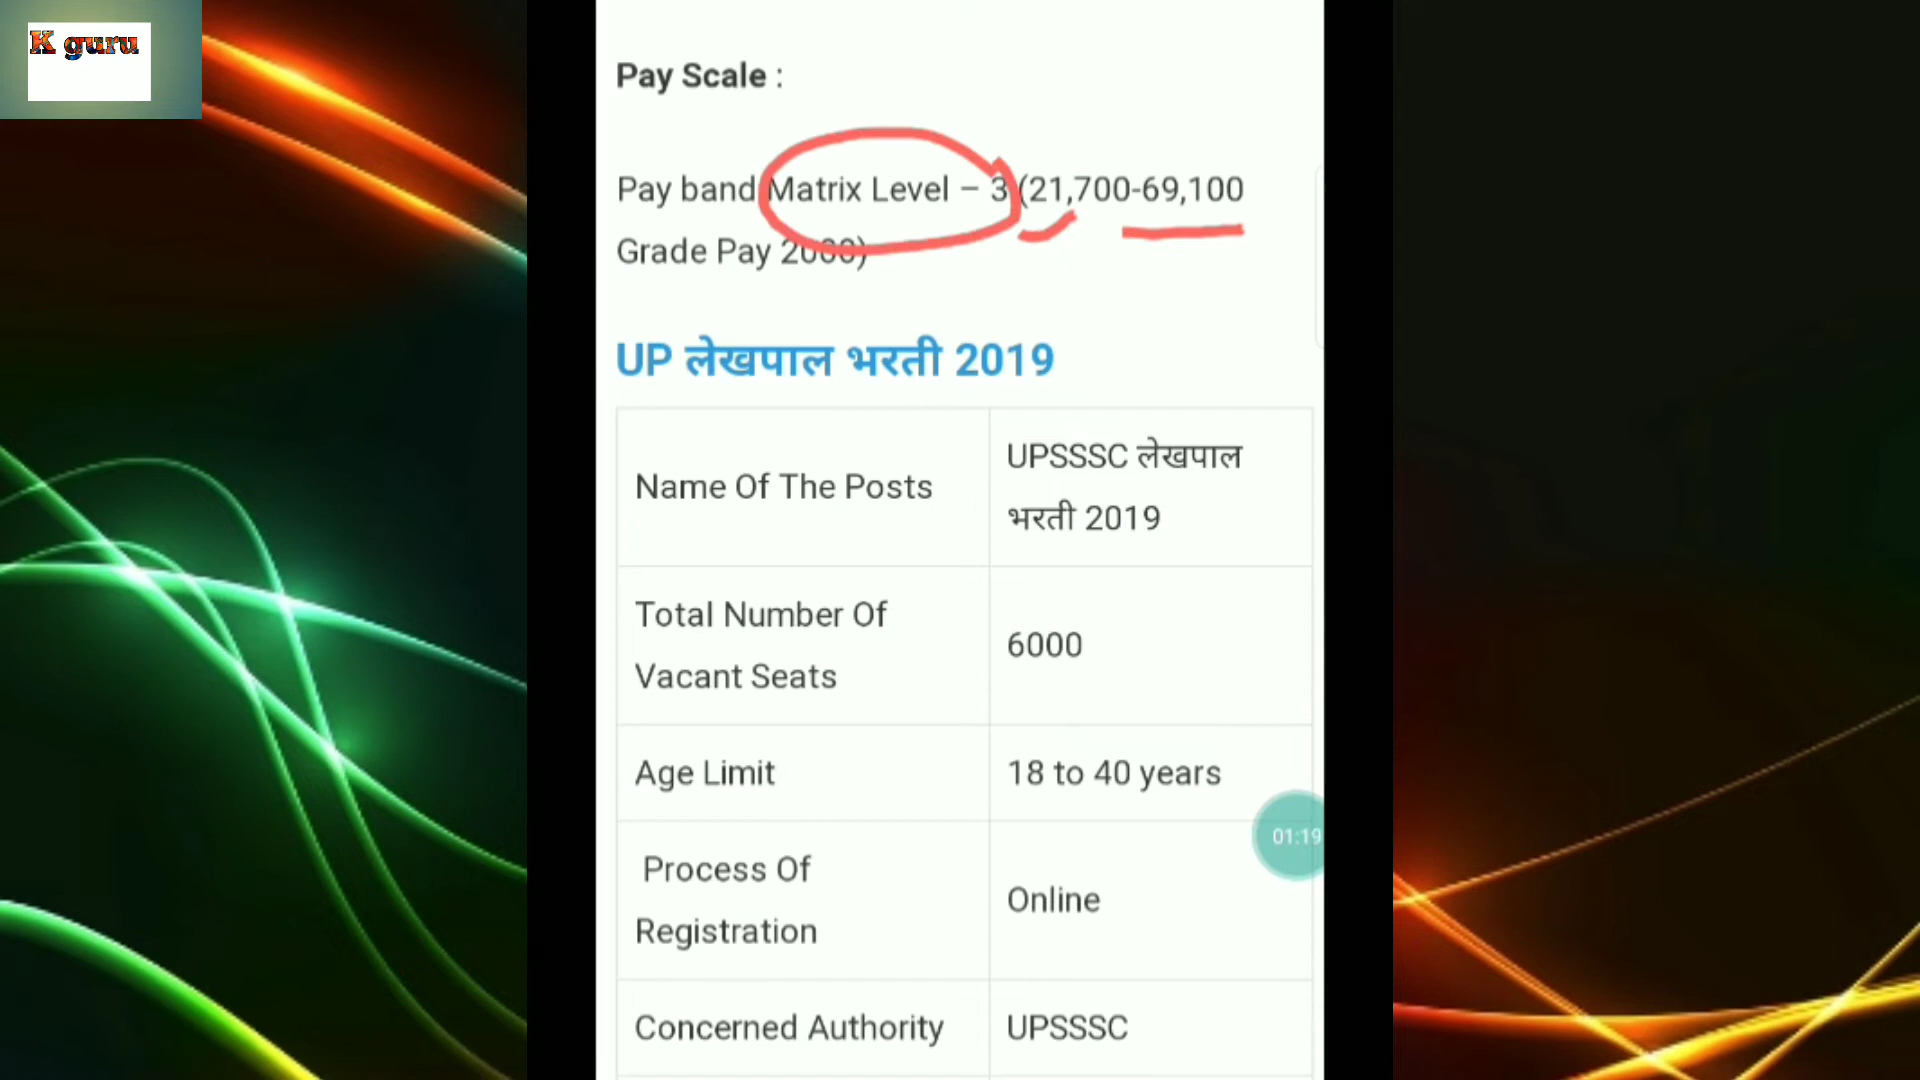 K guru
Pay Scale :
Pay band Matrix Level – 3 (21,700-69,100
Grade Pay 2000)
UP लेखपाल भरती 2019
Name Of The Posts
UPSSSC लेखपाल
भरती 2019
Total Number Of
Vacant Seats
6000
Age Limit
18 to 40 years
Process Of
Registration
Online
01:19
Concerned Authority
UPSSSC